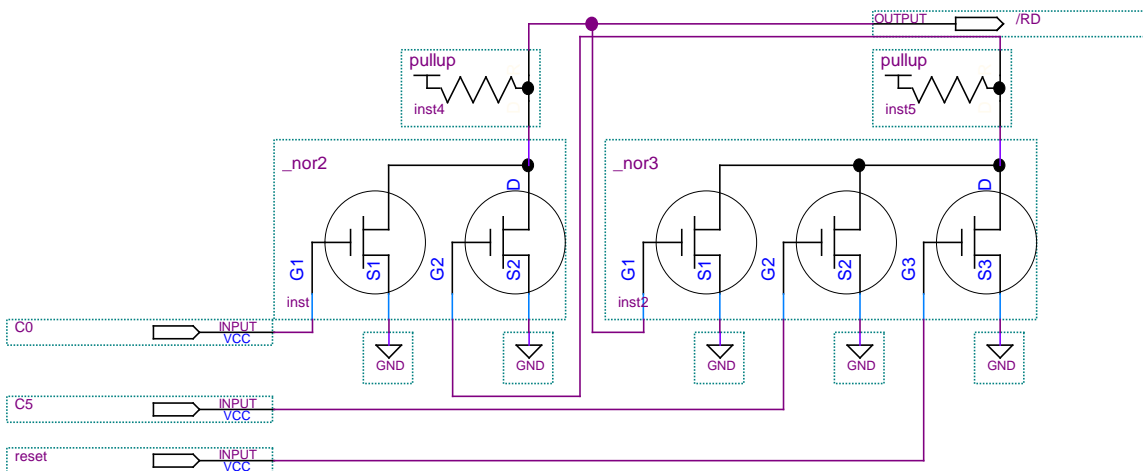 OUTPUT /RD
pullup
inst4
pullup
inst5
_nor2
D
G1
S1
G2
S2
inst
_nor3
D
G1
S1
G2
S2
G3
S3
inst2
C0 INPUT
VCC
GND
GND
GND
GND
GND
C5 INPUT
VCC
reset INPUT
VCC